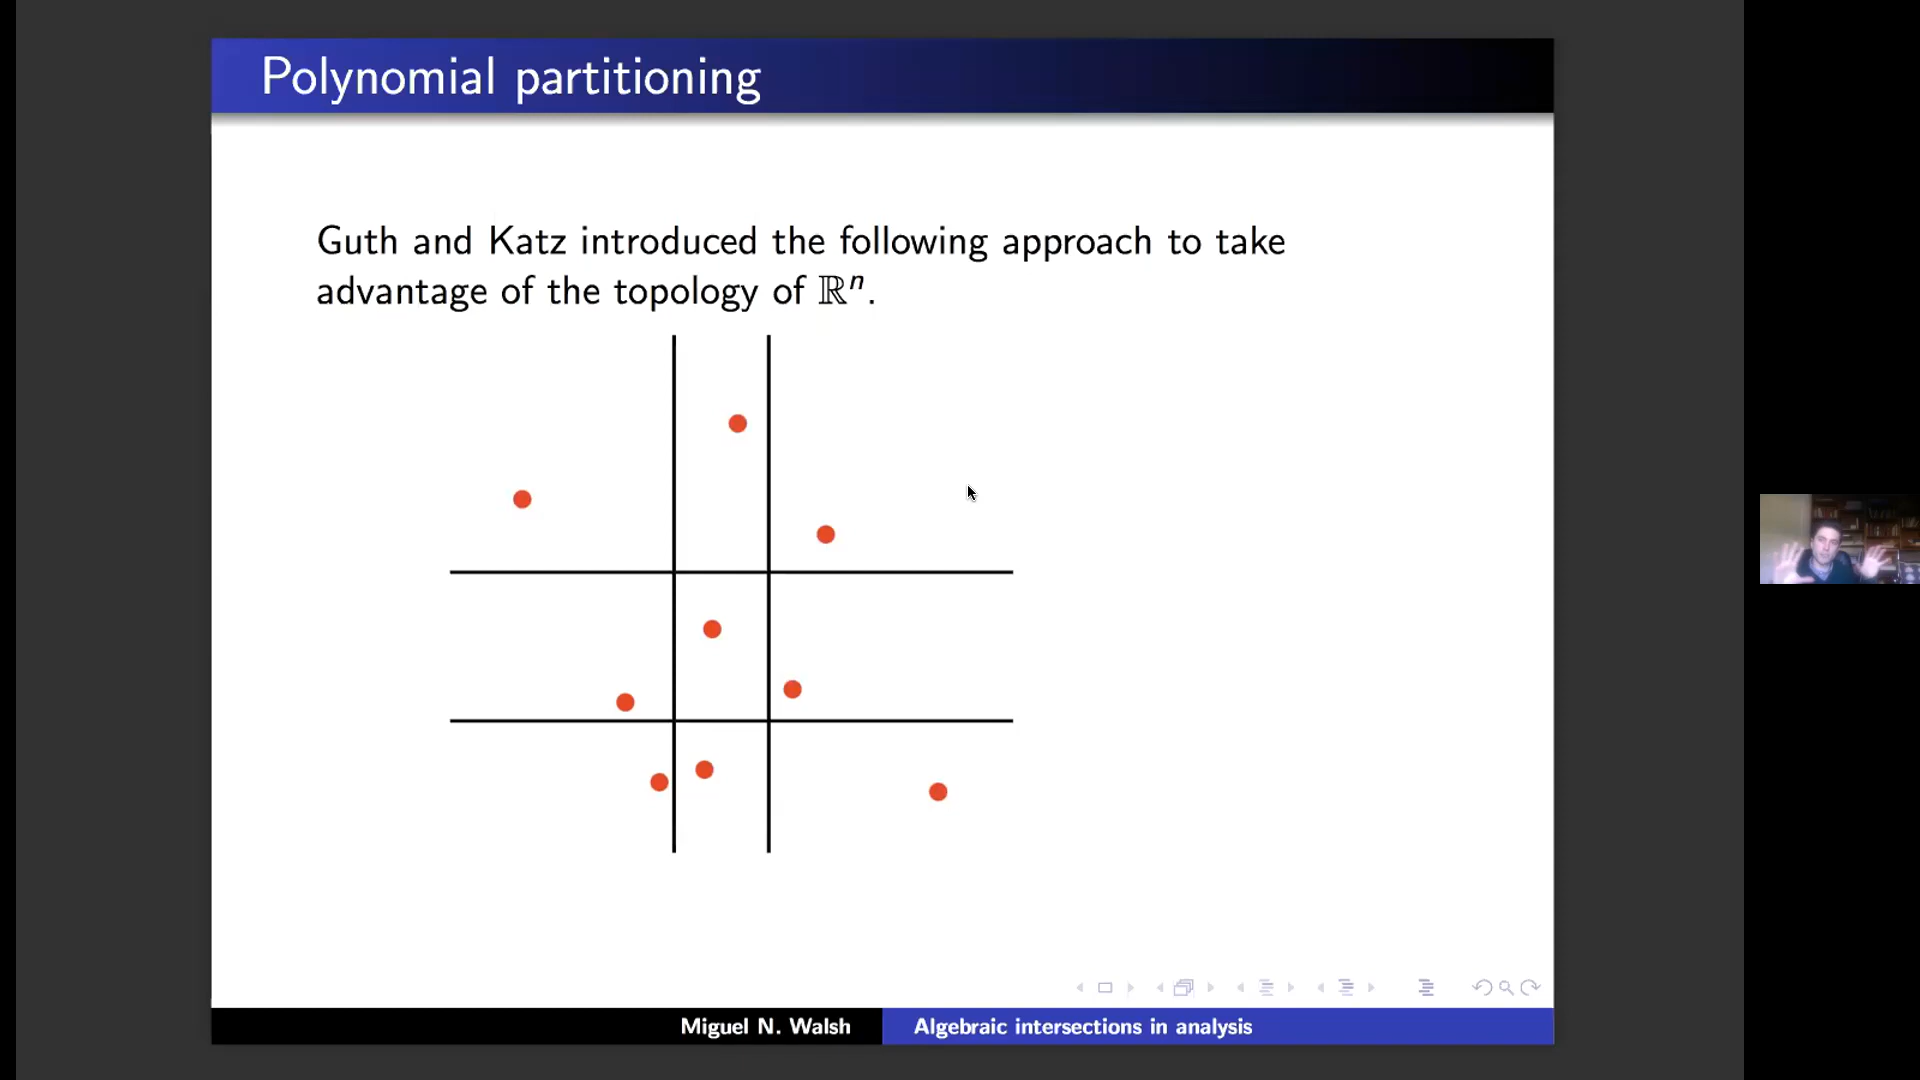 Polynomial partitioning
Guth and Katz introduced the following approach to take
advantage of the topology of ℝⁿ.
Miguel N. Walsh
Algebraic intersections in analysis